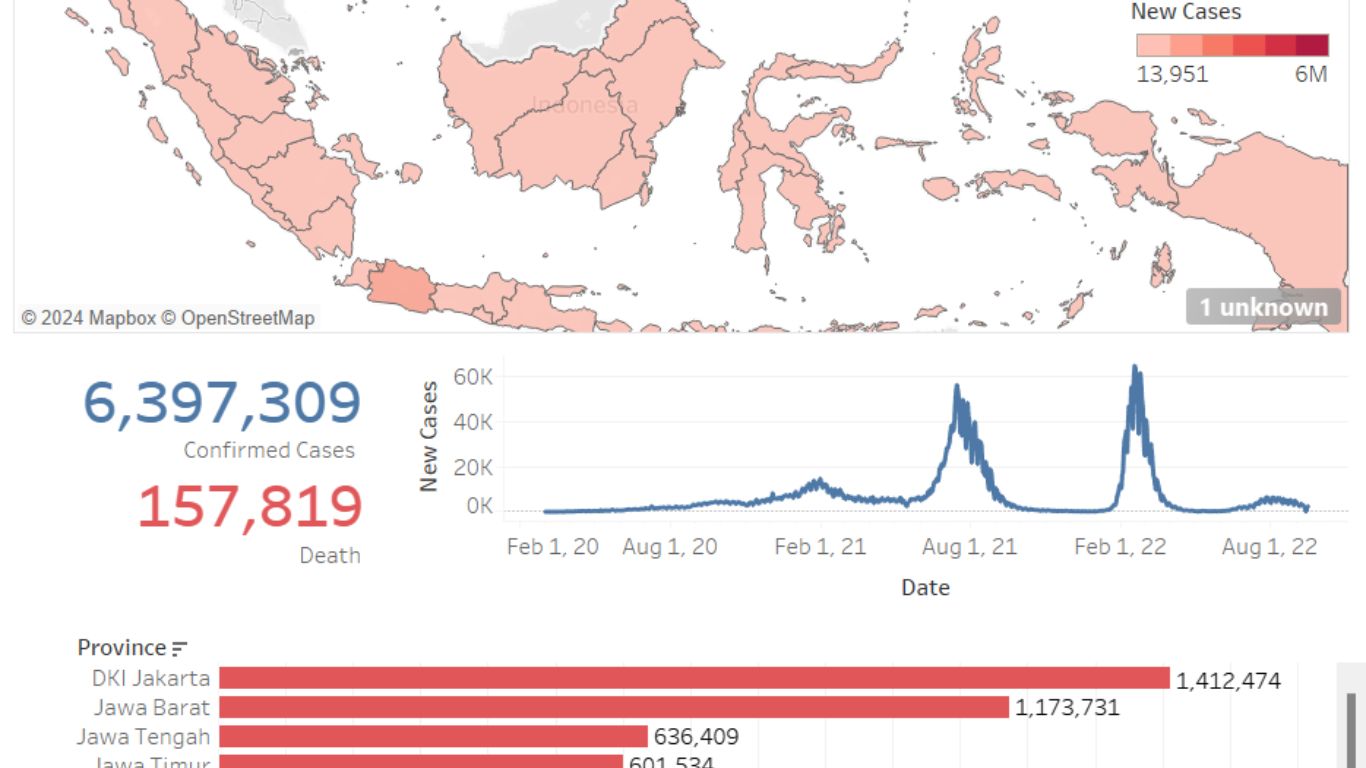 New Cases
13,951 6M
Indonesia
© 2024 Mapbox © OpenStreetMap
1 unknown
6,397,309
Confirmed Cases
157,819
Death
New Cases
60K
40K
20K
0K
Feb 1, 20 Aug 1, 20 Feb 1, 21 Aug 1, 21 Feb 1, 22 Aug 1, 22
Date
Province
DKI Jakarta 1,412,474
Jawa Barat 1,173,731
Jawa Tengah 636,409
Jawa Timur 601,534